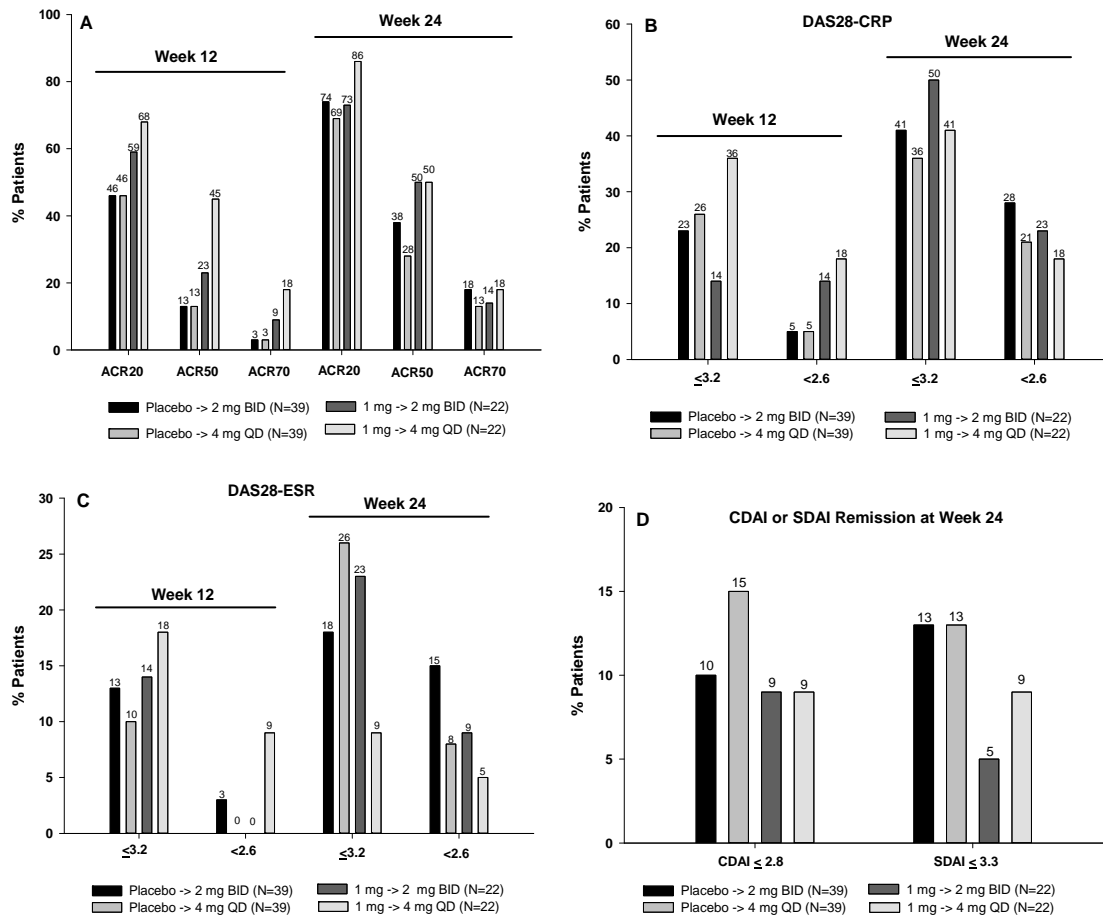 A
Week 12
Week 24
% Patients
100
80
60
40
20
0
46 46 59 68
13 13 23 45
3 3 9 18
74 69 73 86
38 28 50 50
18 13 14 18
ACR20 ACR50 ACR70 ACR20 ACR50 ACR70
Placebo -> 2 mg BID (N=39) 1 mg -> 2 mg BID (N=22)
Placebo -> 4 mg QD (N=39) 1 mg -> 4 mg QD (N=22)
B
DAS28-CRP
Week 24
Week 12
% Patients
60
50
40
30
20
10
0
23 26 14 36
5 5 14 18
41 36 50 41
28 21 23 18
≤3.2 <2.6 ≤3.2 <2.6
Placebo -> 2 mg BID (N=39) 1 mg -> 2 mg BID (N=22)
Placebo -> 4 mg QD (N=39) 1 mg -> 4 mg QD (N=22)
C
DAS28-ESR
Week 24
Week 12
% Patients
30
25
20
15
10
5
0
13 10 14 18
3 0 0 9
18 26 23 9
15 8 9 5
≤3.2 <2.6 ≤3.2 <2.6
Placebo -> 2 mg BID (N=39) 1 mg -> 2 mg BID (N=22)
Placebo -> 4 mg QD (N=39) 1 mg -> 4 mg QD (N=22)
D
CDAI or SDAI Remission at Week 24
% Patients
20
15
10
5
0
10 15 9 9
13 13 5 9
CDAI ≤ 2.8 SDAI ≤ 3.3
Placebo -> 2 mg BID (N=39) 1 mg -> 2 mg BID (N=22)
Placebo -> 4 mg QD (N=39) 1 mg -> 4 mg QD (N=22)